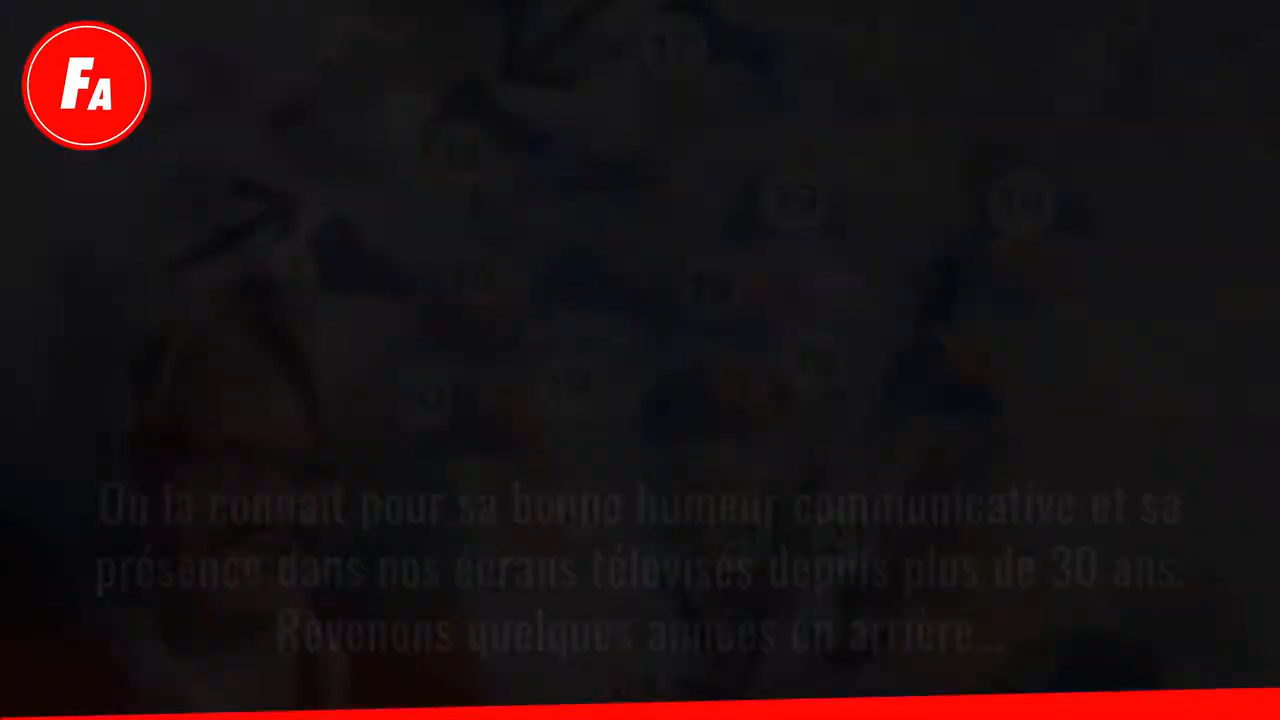 FA
On la connaît pour sa bonne humeur communicative et sa
présence dans nos écrans télévisés depuis plus de 30 ans.
Revenons quelques années en arrière...